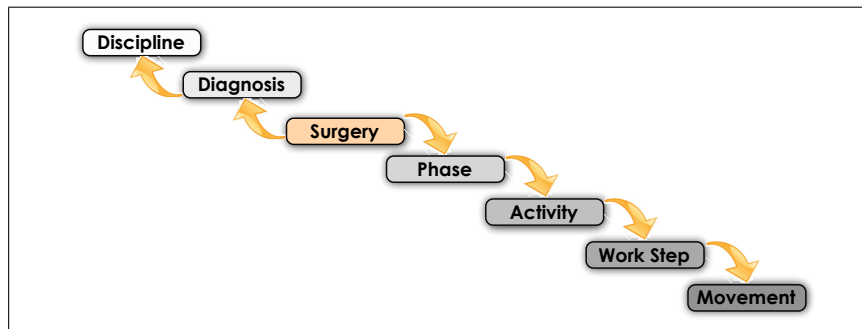 Discipline
Diagnosis
Surgery
Phase
Activity
Work Step
Movement